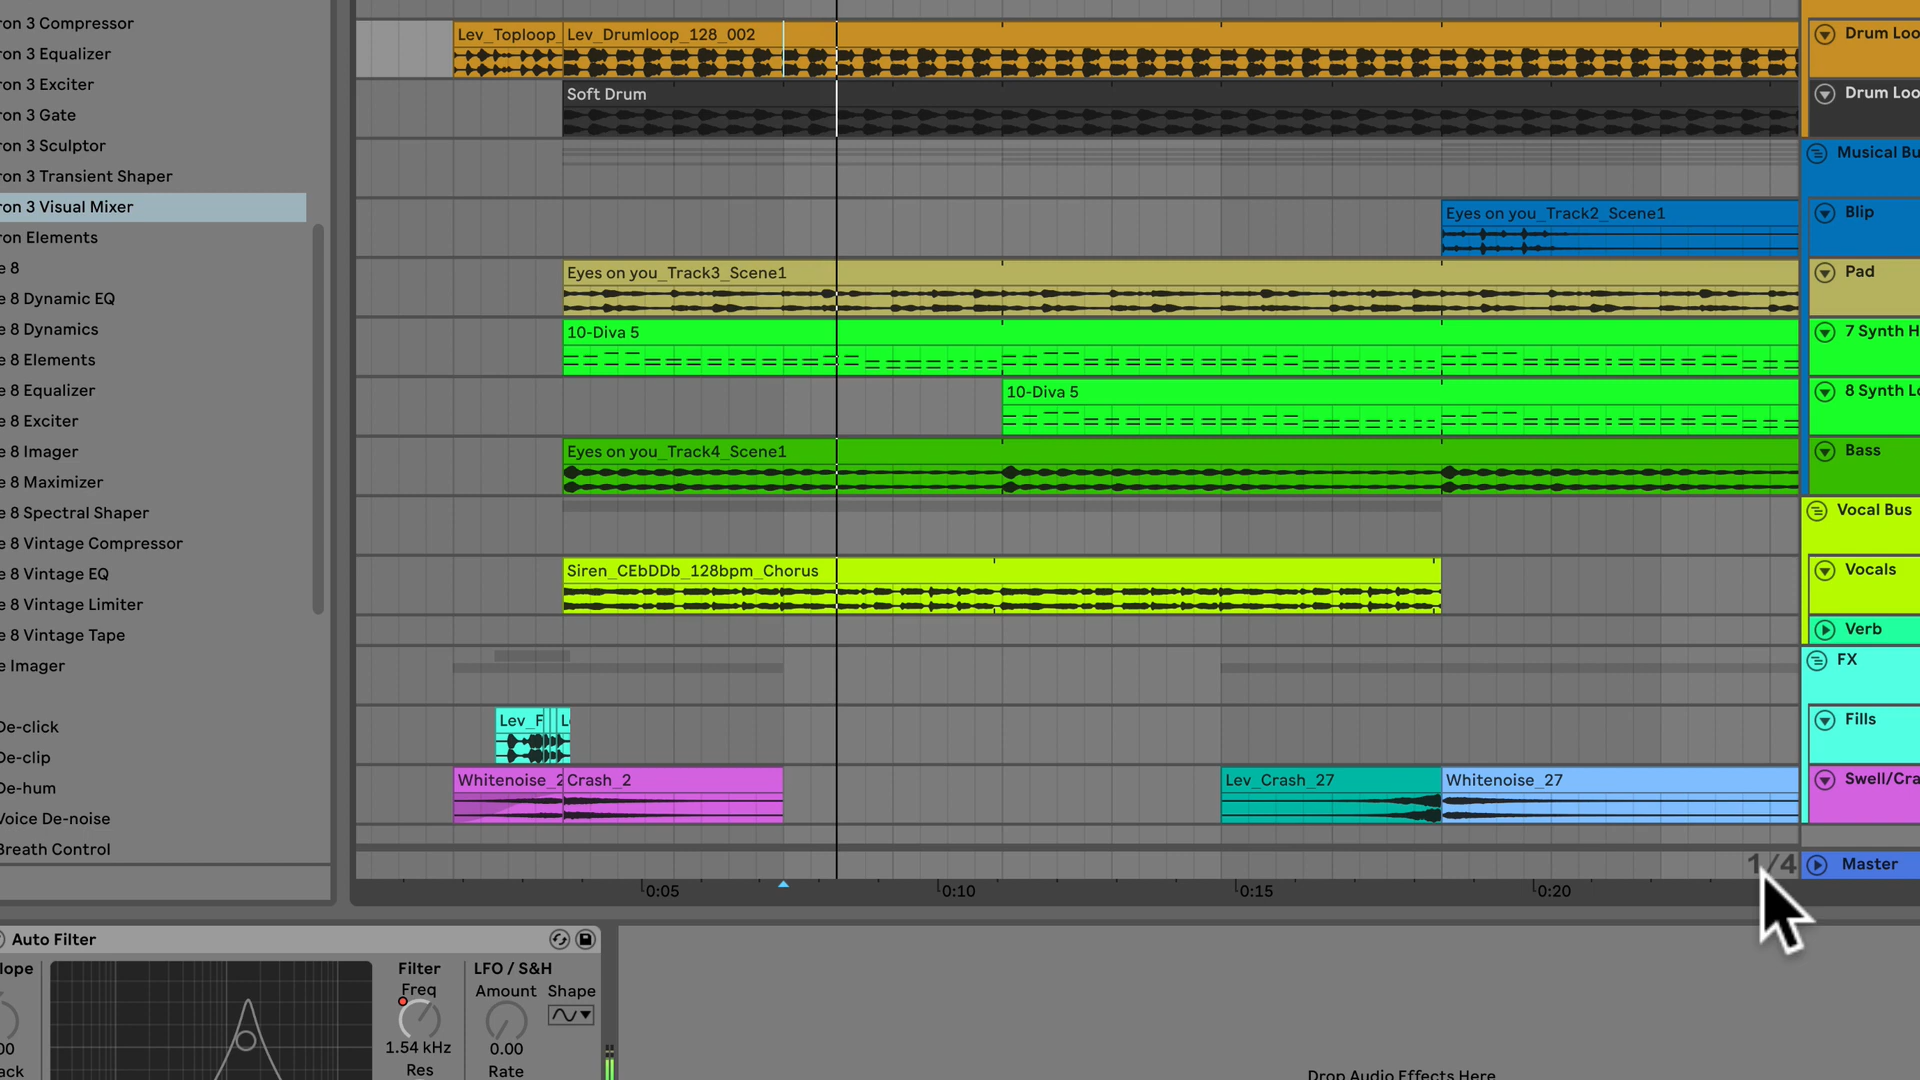 ron 3 Compressor
ron 3 Equalizer
ron 3 Exciter
ron 3 Gate
ron 3 Sculptor
ron 3 Transient Shaper
ron 3 Visual Mixer
ron Elements
e 8
e 8 Dynamic EQ
e 8 Dynamics
e 8 Elements
e 8 Equalizer
e 8 Exciter
e 8 Imager
e 8 Maximizer
e 8 Spectral Shaper
e 8 Vintage Compressor
e 8 Vintage EQ
e 8 Vintage Limiter
e 8 Vintage Tape
e Imager
De-click
De-clip
De-hum
Voice De-noise
Breath Control
Lev_Toploop_ Lev_Drumloop_128_002
Soft Drum
Eyes on you_Track2_Scene1
Eyes on you_Track3_Scene1
10-Diva 5
10-Diva 5
Eyes on you_Track4_Scene1
Siren_CEbDDb_128bpm_Chorus
Lev_F L
Whitenoise_2 Crash_2 Lev_Crash_27 Whitenoise_27
1/4
0:05 0:10 0:15 0:20
Drum Loo
Drum Loo
Musical Bu
Blip
Pad
7 Synth H
8 Synth Lo
Bass
Vocal Bus
Vocals
Verb
FX
Fills
Swell/Cra
Master
Auto Filter
lope
00
ack
Filter
Freq
1.54 kHz
Res
LFO / S&H
Amount Shape
0.00
Rate
Drop Audio Effects Here